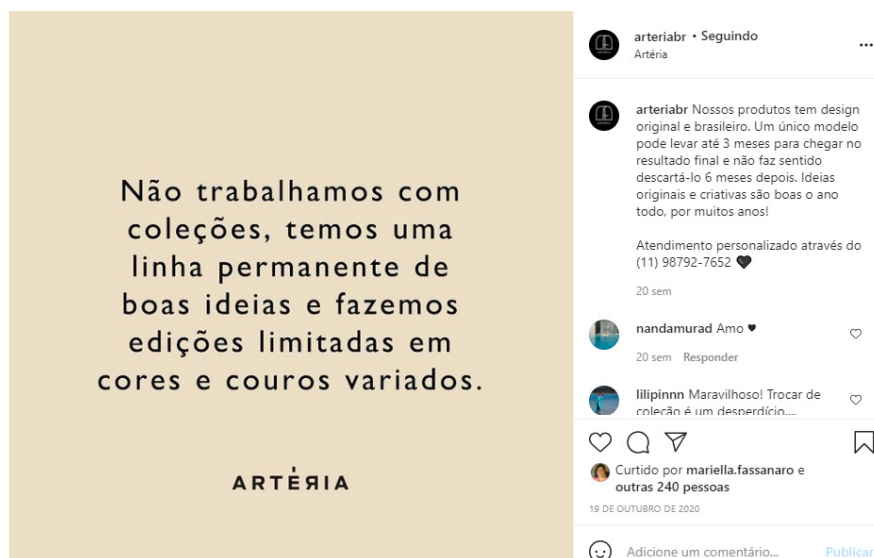 Não trabalhamos com
coleções, temos uma
linha permanente de
boas ideias e fazemos
edições limitadas em
cores e couros variados.
ARTÉRIA
arteriabr • Seguindo
Artéria
arteriabr Nossos produtos tem design
original e brasileiro. Um único modelo
pode levar até 3 meses para chegar no
resultado final e não faz sentido
descartá-lo 6 meses depois. Ideias
originais e criativas são boas o ano
todo, por muitos anos!
Atendimento personalizado através do
(11) 98792-7652 🖤
20 sem
nandamurad Amo ♥
20 sem Responder
lilipinnn Maravilhoso! Trocar de
coleção é um desperdício....
Curtido por mariella.fassanaro e
outras 240 pessoas
19 DE OUTUBRO DE 2020
Adicione um comentário... Publicar